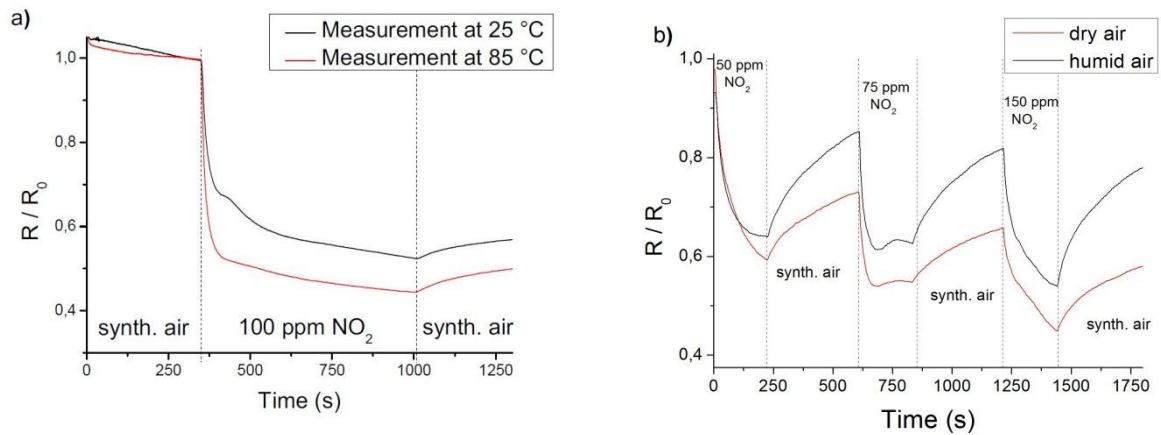 a)
Measurement at 25 °C
Measurement at 85 °C
1,0
0,8
0,6
0,4
R / R₀
synth. air
100 ppm NO₂
synth. air
0
250
500
750
1000
1250
Time (s)
b)
dry air
humid air
50 ppm
NO₂
75 ppm
NO₂
150 ppm
NO₂
1,0
0,8
0,6
0,4
R / R₀
synth. air
synth. air
synth. air
0
250
500
750
1000
1250
1500
1750
Time (s)